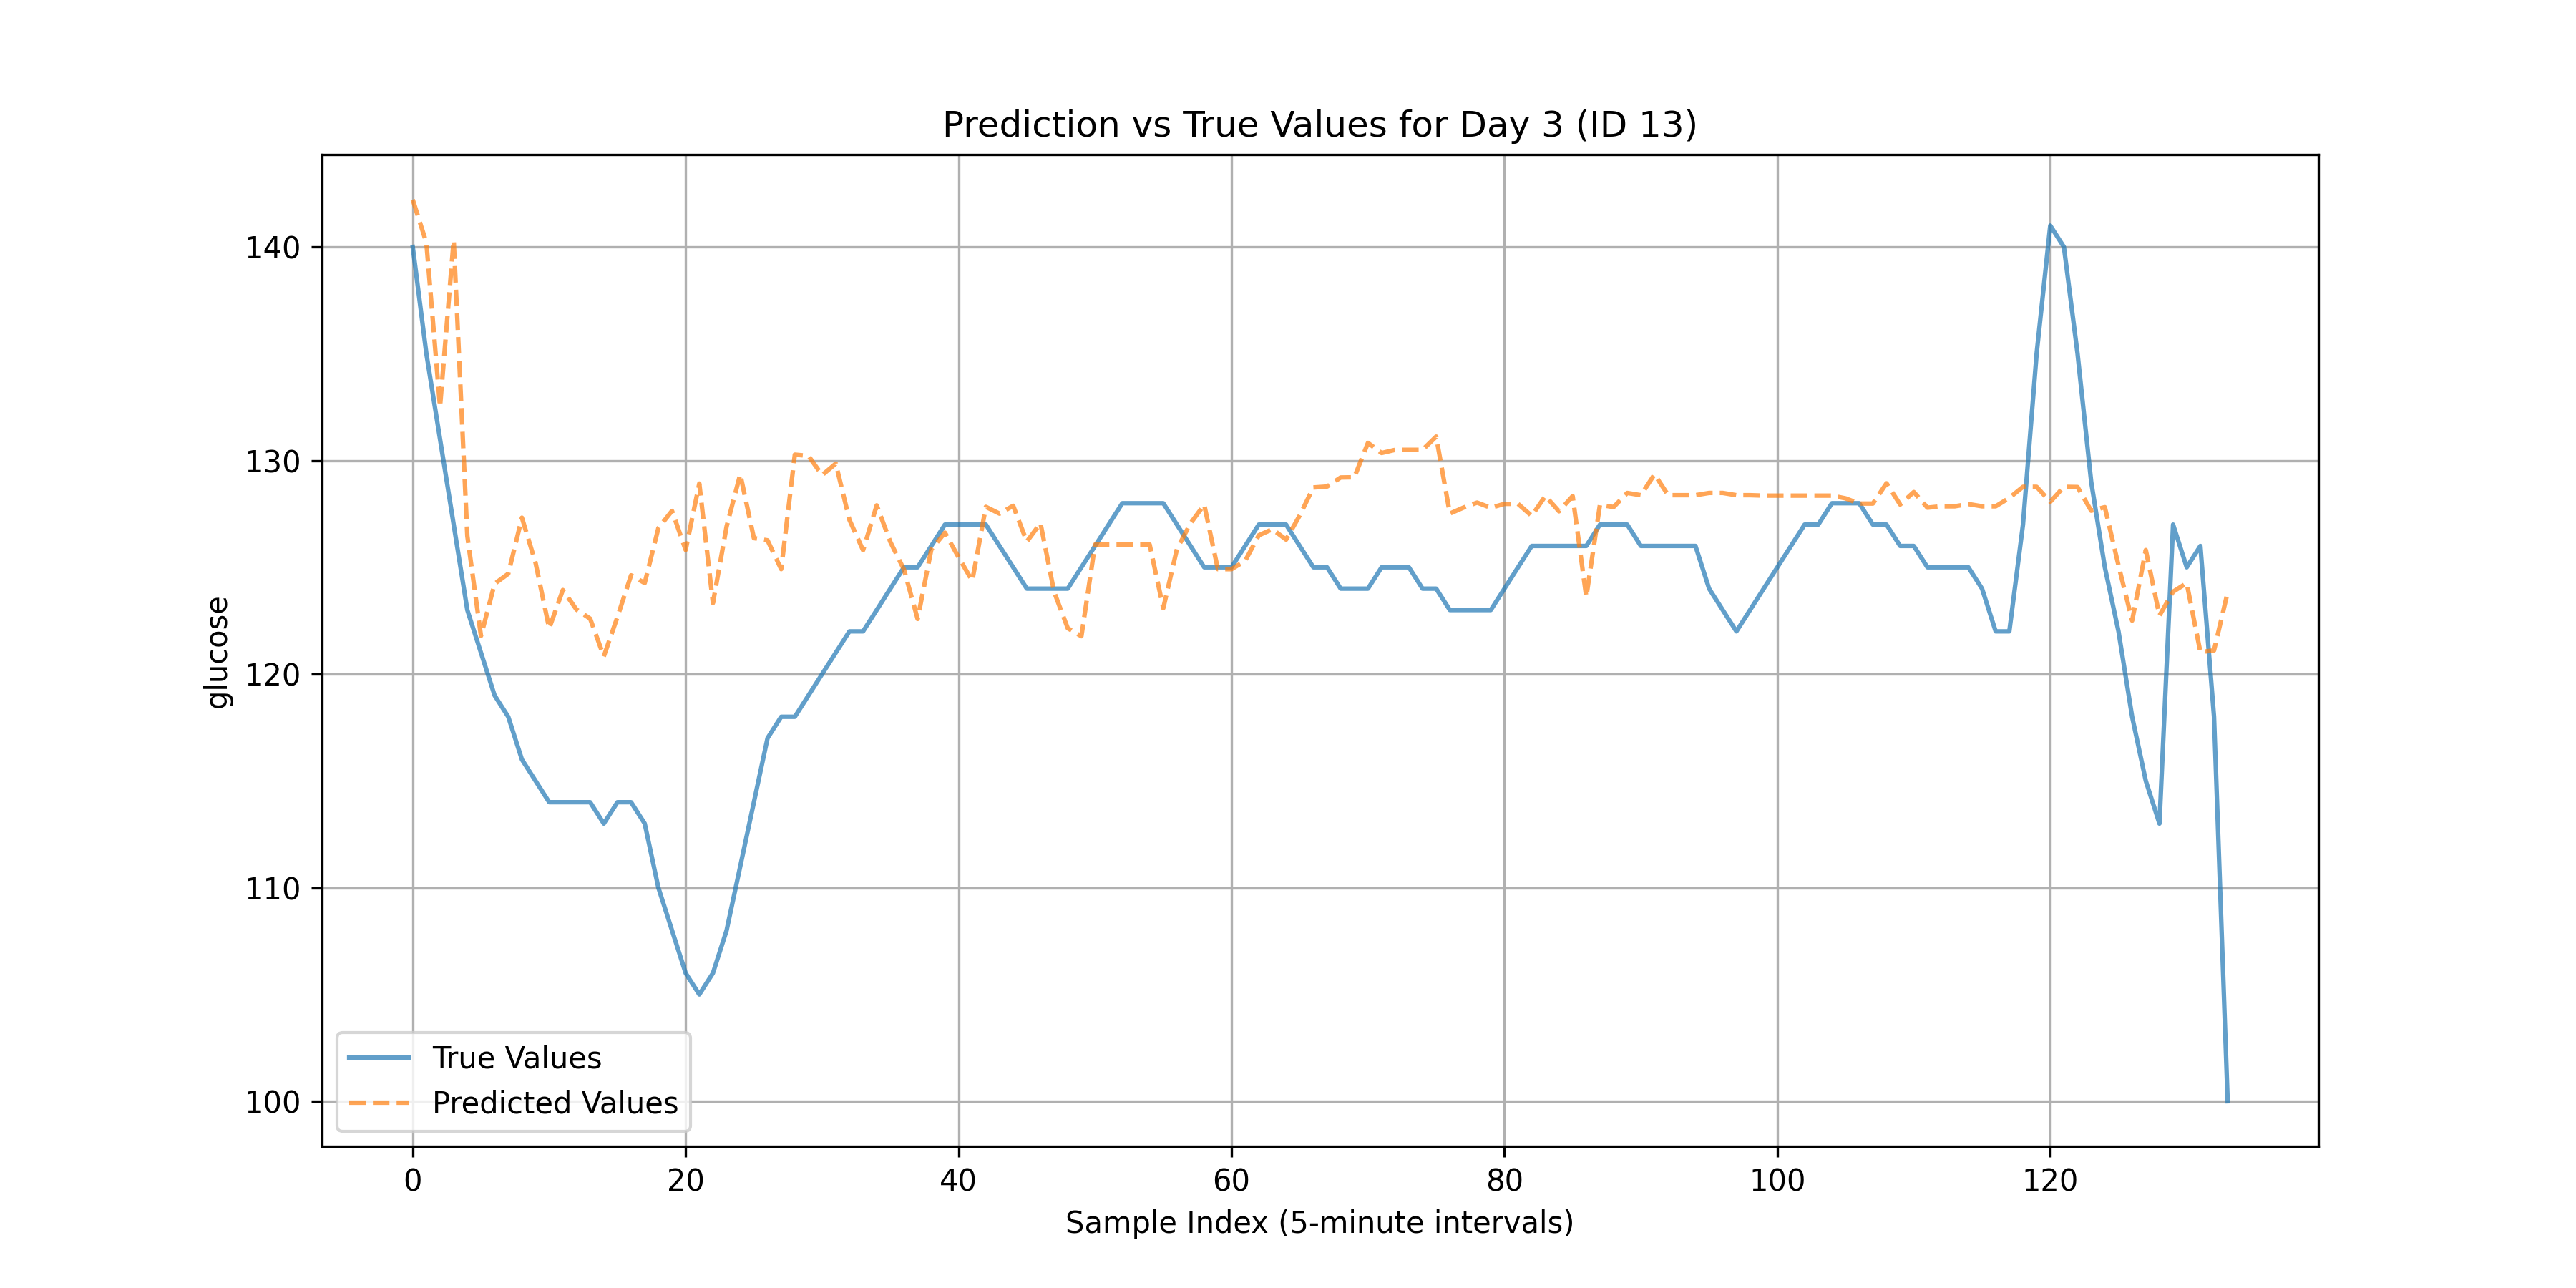 Prediction vs True Values for Day 3 (ID 13)
glucose
140
130
120
110
100
True Values
Predicted Values
0 20 40 60 80 100 120
Sample Index (5-minute intervals)